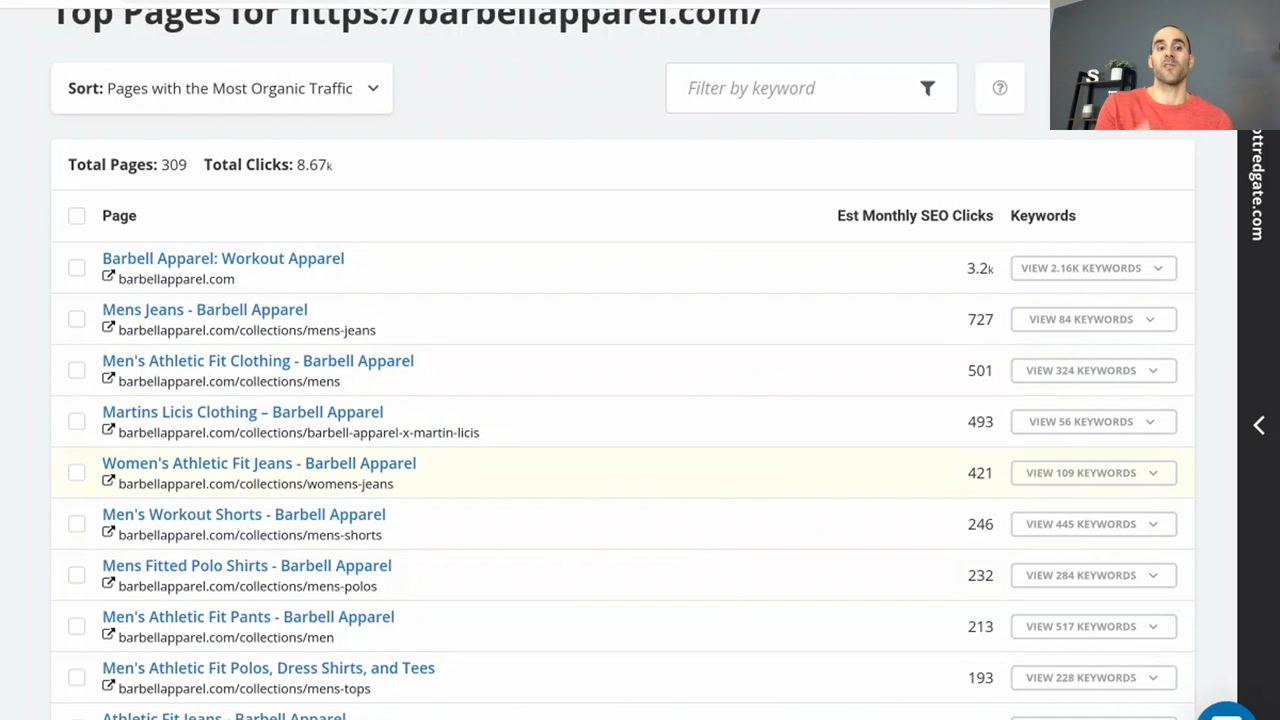 Top Pages for https://barbellapparel.com/
Sort: Pages with the Most Organic Traffic
Filter by keyword
Total Pages: 309 Total Clicks: 8.67k
Page Est Monthly SEO Clicks Keywords
Barbell Apparel: Workout Apparel
barbellapparel.com
3.2k VIEW 2.16K KEYWORDS
Mens Jeans - Barbell Apparel
barbellapparel.com/collections/mens-jeans
727 VIEW 84 KEYWORDS
Men's Athletic Fit Clothing - Barbell Apparel
barbellapparel.com/collections/mens
501 VIEW 324 KEYWORDS
Martins Licis Clothing – Barbell Apparel
barbellapparel.com/collections/barbell-apparel-x-martin-licis
493 VIEW 56 KEYWORDS
Women's Athletic Fit Jeans - Barbell Apparel
barbellapparel.com/collections/womens-jeans
421 VIEW 109 KEYWORDS
Men's Workout Shorts - Barbell Apparel
barbellapparel.com/collections/mens-shorts
246 VIEW 445 KEYWORDS
Mens Fitted Polo Shirts - Barbell Apparel
barbellapparel.com/collections/mens-polos
232 VIEW 284 KEYWORDS
Men's Athletic Fit Pants - Barbell Apparel
barbellapparel.com/collections/men
213 VIEW 517 KEYWORDS
Men's Athletic Fit Polos, Dress Shirts, and Tees
barbellapparel.com/collections/mens-tops
193 VIEW 228 KEYWORDS
Athletic Fit Jeans - Barbell Apparel
ottredgate.com
S